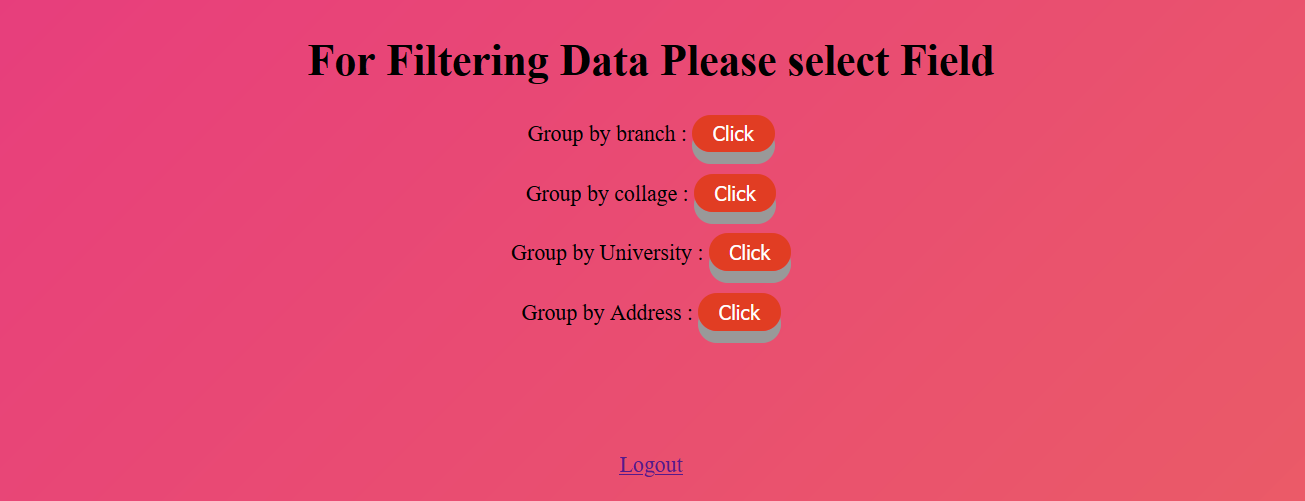 For Filtering Data Please select Field
Group by branch : Click
Group by collage : Click
Group by University : Click
Group by Address : Click
Logout